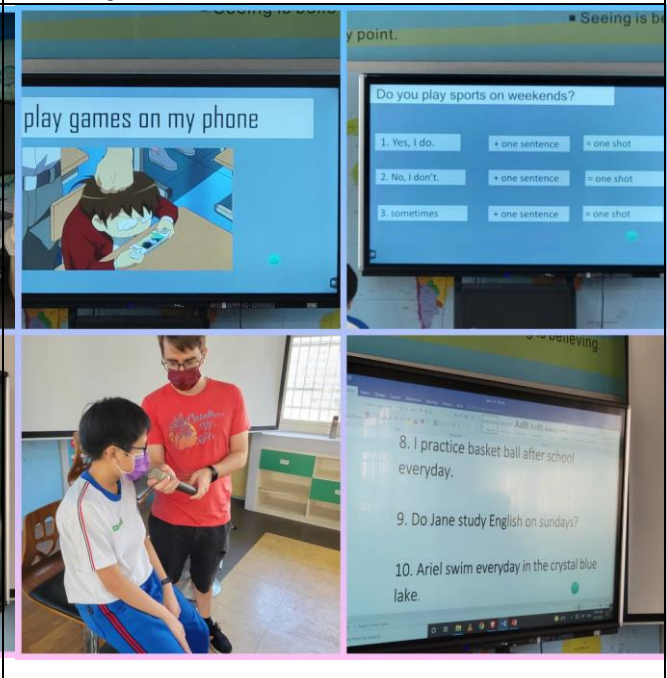 play games on my phone
■ Seeing is be
y point.
Do you play sports on weekends?
1. Yes, I do. + one sentence = one shot
2. No, I don't. + one sentence = one shot
3. sometimes + one sentence = one shot
believing.
8. I practice basket ball after school
everyday.
9. Do Jane study English on sundays?
10. Ariel swim everyday in the crystal blue
lake.